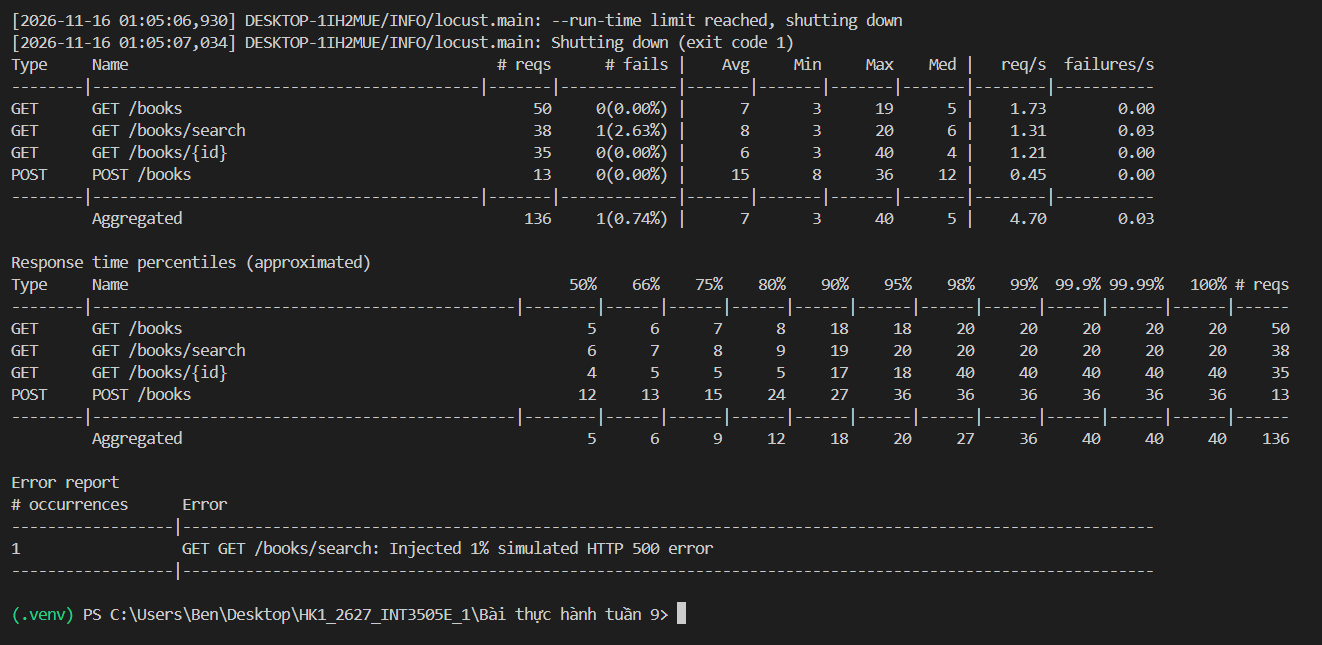 [2026-11-16 01:05:06,930] DESKTOP-1IH2MUE/INFO/locust.main: --run-time limit reached, shutting down
[2026-11-16 01:05:07,034] DESKTOP-1IH2MUE/INFO/locust.main: Shutting down (exit code 1)
Type     Name                                          # reqs      # fails |    Avg     Min     Max    Med |   req/s  failures/s
--------|-------------------------------------------|-------|-------------|-------|-------|-------|-------|--------|-----------
GET      GET /books                                        50     0(0.00%) |      7       3      19      5 |    1.73        0.00
GET      GET /books/search                                 38     1(2.63%) |      8       3      20      6 |    1.31        0.03
GET      GET /books/{id}                                   35     0(0.00%) |      6       3      40      4 |    1.21        0.00
POST     POST /books                                       13     0(0.00%) |     15       8      36     12 |    0.45        0.00
--------|-------------------------------------------|-------|-------------|-------|-------|-------|-------|--------|-----------
         Aggregated                                       136     1(0.74%) |      7       3      40      5 |    4.70        0.03

Response time percentiles (approximated)
Type     Name                                                  50%    66%    75%    80%    90%    95%    98%    99%  99.9% 99.99%   100% # reqs
--------|-----------------------------------------------|--------|------|------|------|------|------|------|------|------|------|------|------
GET      GET /books                                              5      6      7      8     18     18     20     20     20     20     20     50
GET      GET /books/search                                       6      7      8      9     19     20     20     20     20     20     20     38
GET      GET /books/{id}                                         4      5      5      5     17     18     40     40     40     40     40     35
POST     POST /books                                            12     13     15     24     27     36     36     36     36     36     36     13
--------|-----------------------------------------------|--------|------|------|------|------|------|------|------|------|------|------|------
         Aggregated                                              5      6      9     12     18     20     27     36     40     40     40    136

Error report
# occurrences      Error
------------------|------------------------------------------------------------------------------------------------------------
1                  GET GET /books/search: Injected 1% simulated HTTP 500 error
------------------|------------------------------------------------------------------------------------------------------------

(.venv) PS C:\Users\Ben\Desktop\HK1_2627_INT3505E_1\Bài thực hành tuần 9>